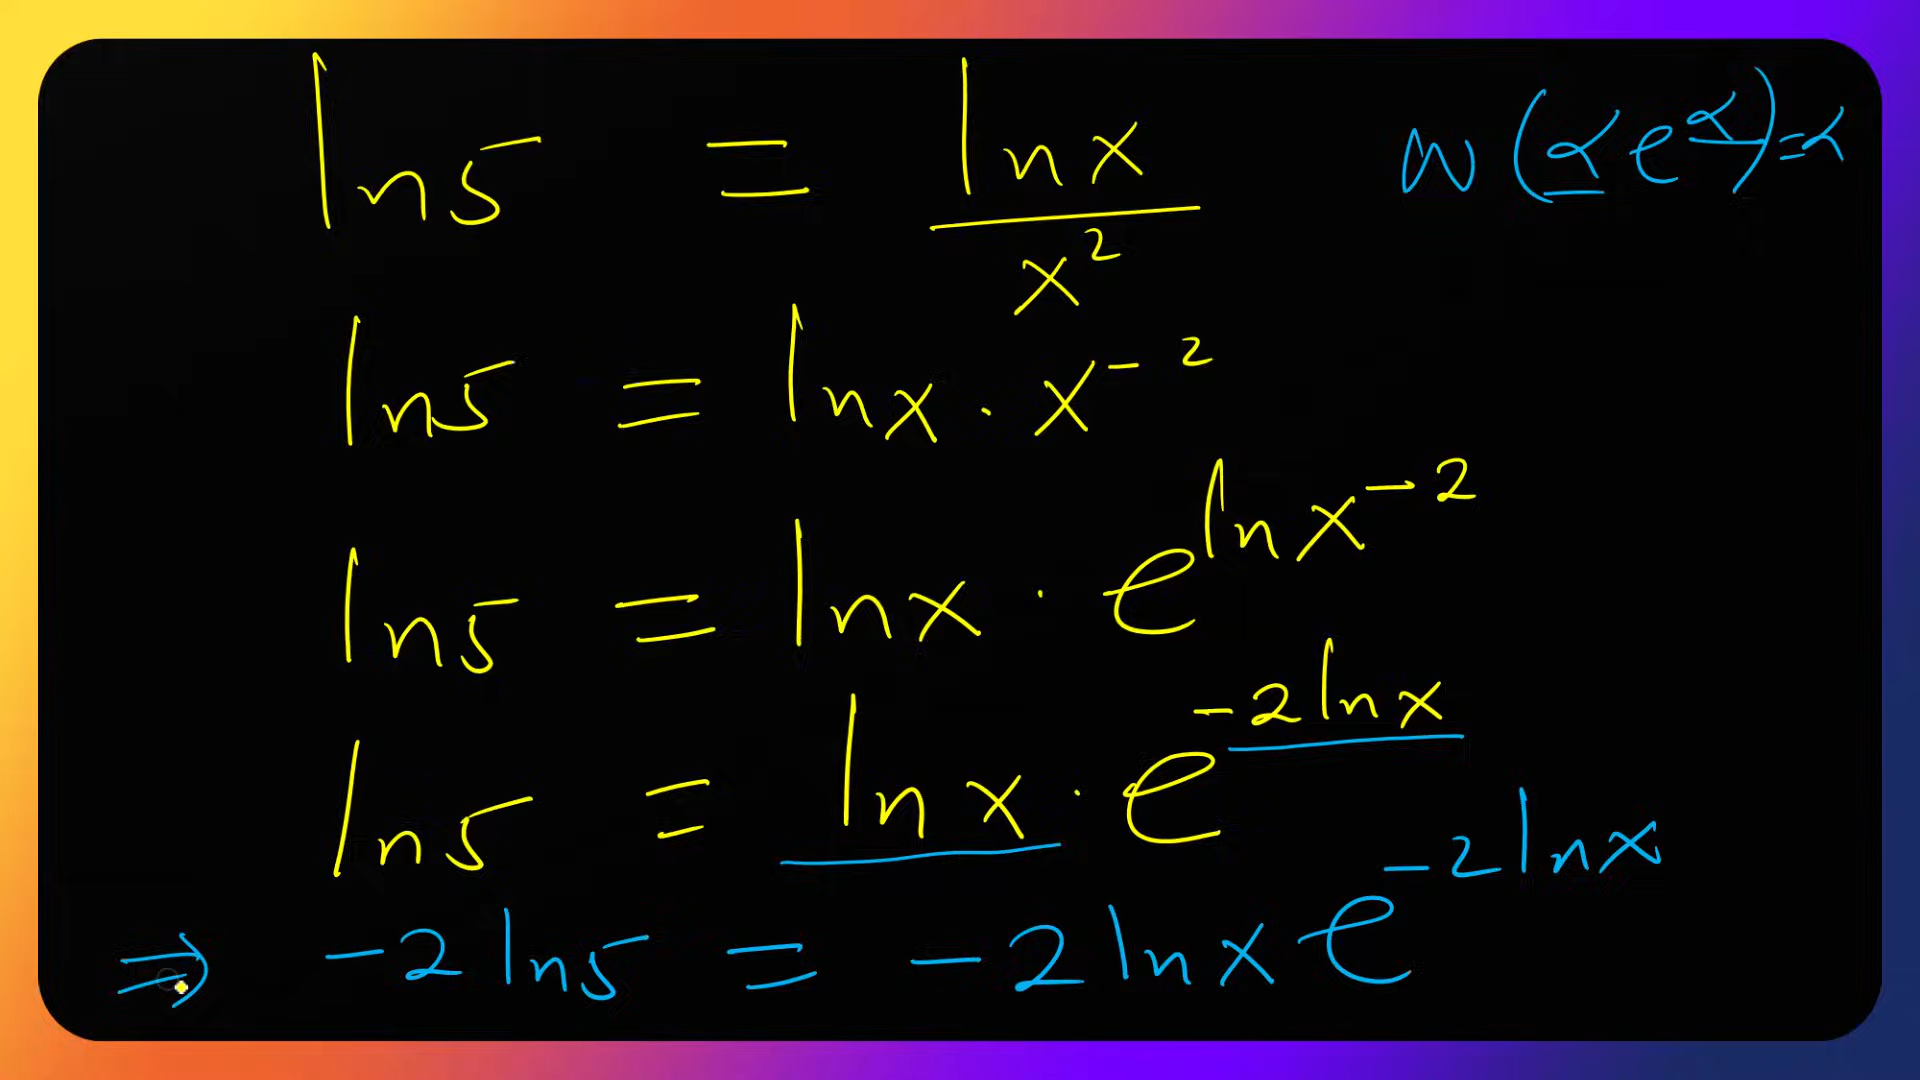 ln5 = lnx/x² W(αe^α)=α
ln5 = lnx · x⁻²
ln5 = lnx · e^(lnx⁻²)
ln5 = lnx · e^(-2lnx)
⇒ -2ln5 = -2lnx e^(-2lnx)